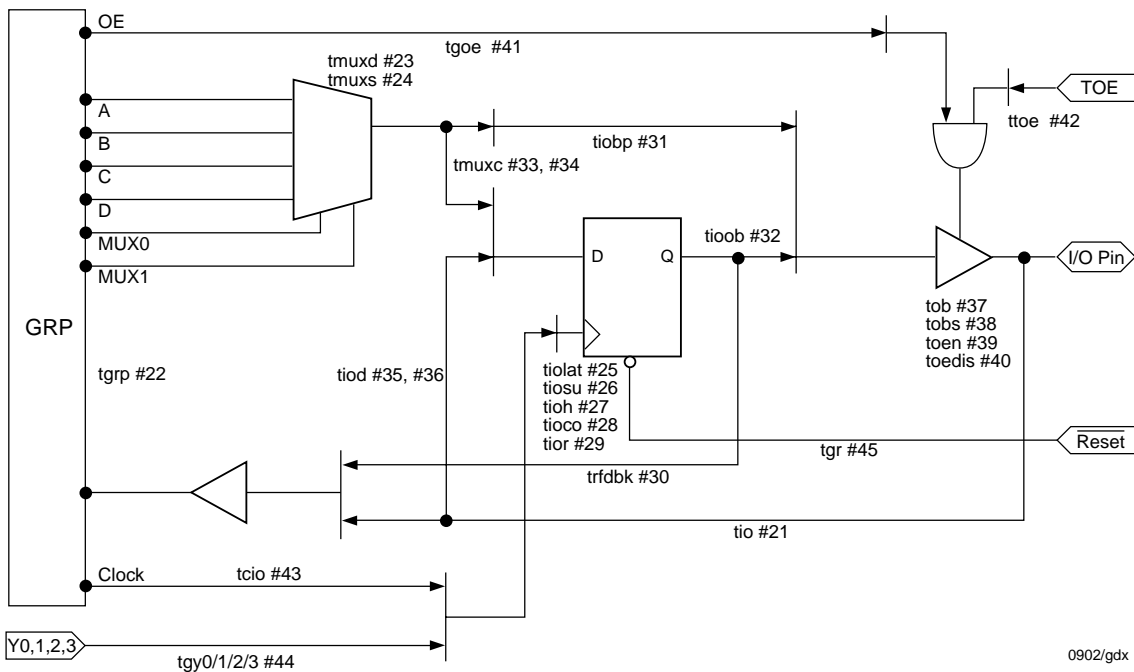 OE
tgoe #41
tmuxd #23
tmuxs #24
TOE
ttoe #42
A
B
C
D
MUX0
MUX1
tiobp #31
tmuxc #33, #34
GRP
D
Q
tioob #32
I/O Pin
tob #37
tobs #38
toen #39
toedis #40
tgrp #22
tiod #35, #36
tiolat #25
tiosu #26
tioh #27
tioco #28
tior #29
Reset
tgr #45
trfdbk #30
tio #21
Clock
tcio #43
Y0,1,2,3
tgy0/1/2/3 #44
0902/gdx